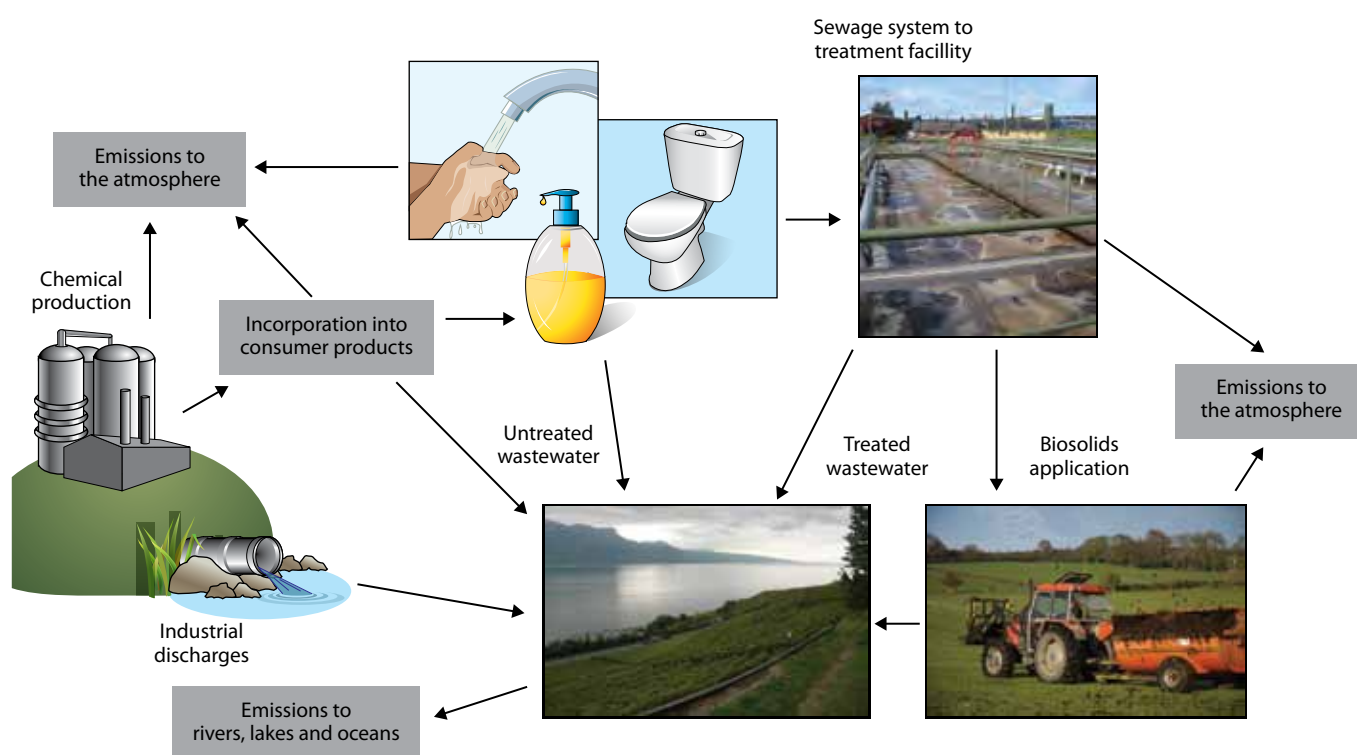 Sewage system to
treatment facillity
Emissions to
the atmosphere
Chemical
production
Incorporation into
consumer products
Emissions to
the atmosphere
Untreated
wastewater
Treated
wastewater
Biosolids
application
Industrial
discharges
Emissions to
rivers, lakes and oceans